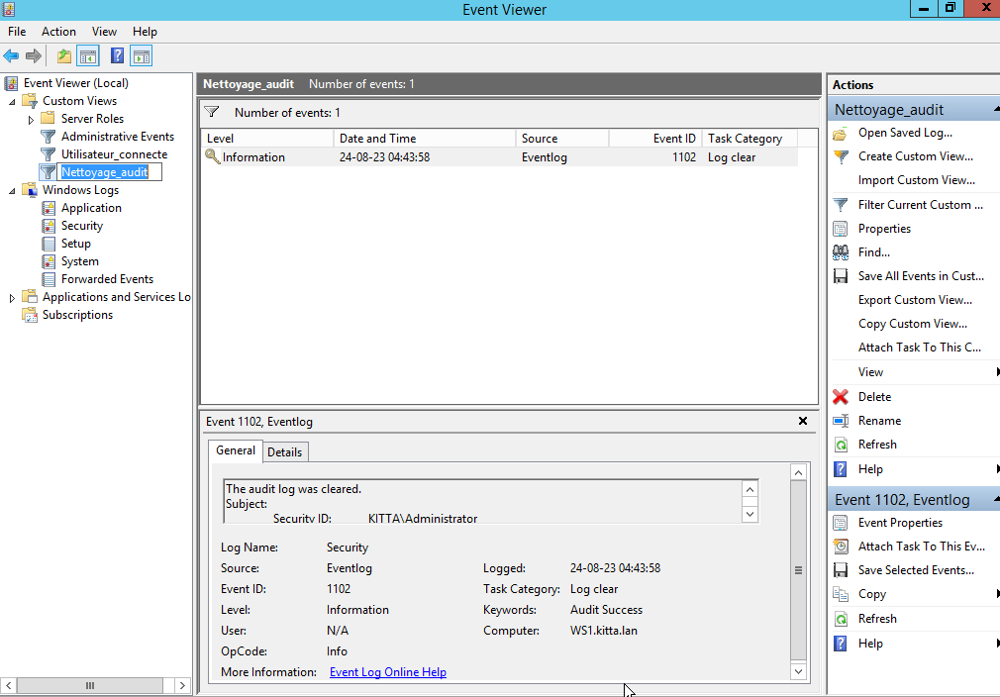 Event Viewer
File Action View Help
Event Viewer (Local)
Custom Views
Server Roles
Administrative Events
Utilisateur_connecte
Nettoyage_audit
Windows Logs
Application
Security
Setup
System
Forwarded Events
Applications and Services Lo
Subscriptions
Nettoyage_audit Number of events: 1
Number of events: 1
Level Date and Time Source Event ID Task Category
Information 24-08-23 04:43:58 Eventlog 1102 Log clear
Event 1102, Eventlog
General Details
The audit log was cleared.
Subject:
Security ID: KITTA\Administrator
Log Name: Security
Source: Eventlog Logged: 24-08-23 04:43:58
Event ID: 1102 Task Category: Log clear
Level: Information Keywords: Audit Success
User: N/A Computer: WS1.kitta.lan
OpCode: Info
More Information: Event Log Online Help
Actions
Nettoyage_audit
Open Saved Log...
Create Custom View...
Import Custom View...
Filter Current Custom ...
Properties
Find...
Save All Events in Cust...
Export Custom View...
Copy Custom View...
Attach Task To This C...
View
Delete
Rename
Refresh
Help
Event 1102, Eventlog
Event Properties
Attach Task To This Ev...
Save Selected Events...
Copy
Refresh
Help